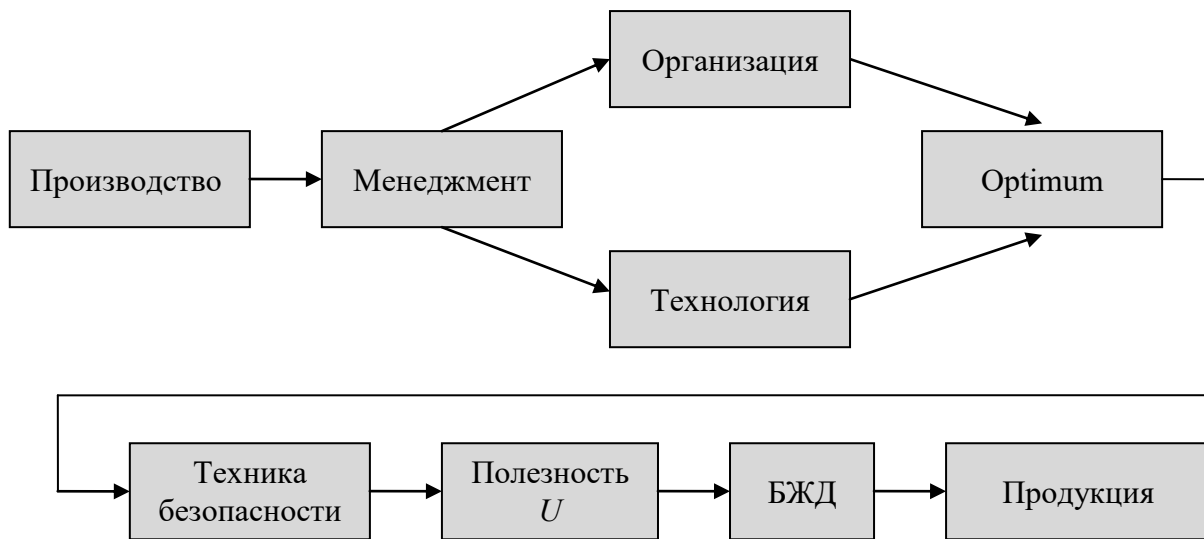 Организация
Производство
Менеджмент
Optimum
Технология
Техника
безопасности
Полезность
U
БЖД
Продукция